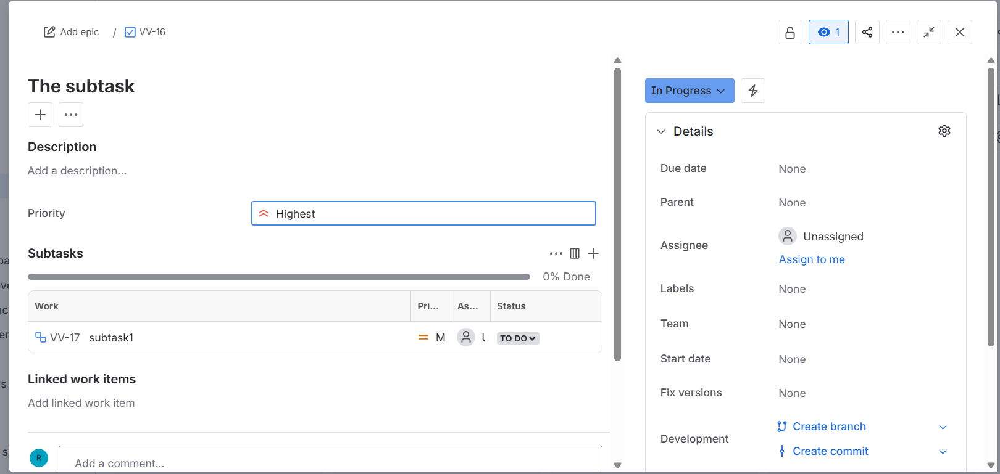 Add epic / VV-16
1
The subtask
Description
Add a description...
Priority
Highest
Subtasks
0% Done
Work Pri... As... Status
VV-17 subtask1 M TO DO
Linked work items
Add linked work item
R
Add a comment...
In Progress
Details
Due date None
Parent None
Assignee Unassigned
Assign to me
Labels None
Team None
Start date None
Fix versions None
Development
Create branch
Create commit